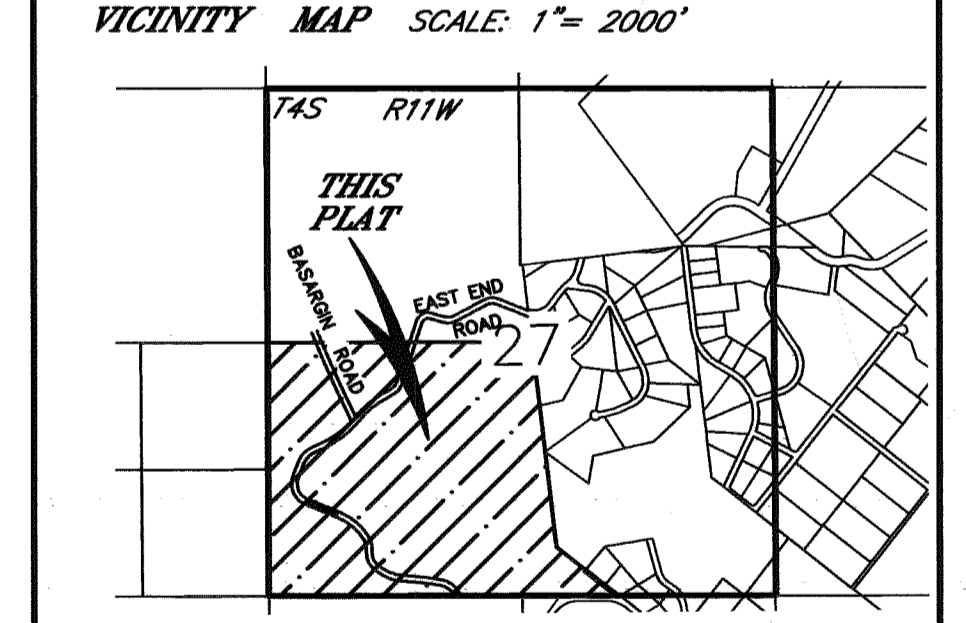 VICINITY MAP SCALE: 1"= 2000'
T4S R11W
THIS
PLAT
BASARGIN ROAD
EAST END
ROAD
27